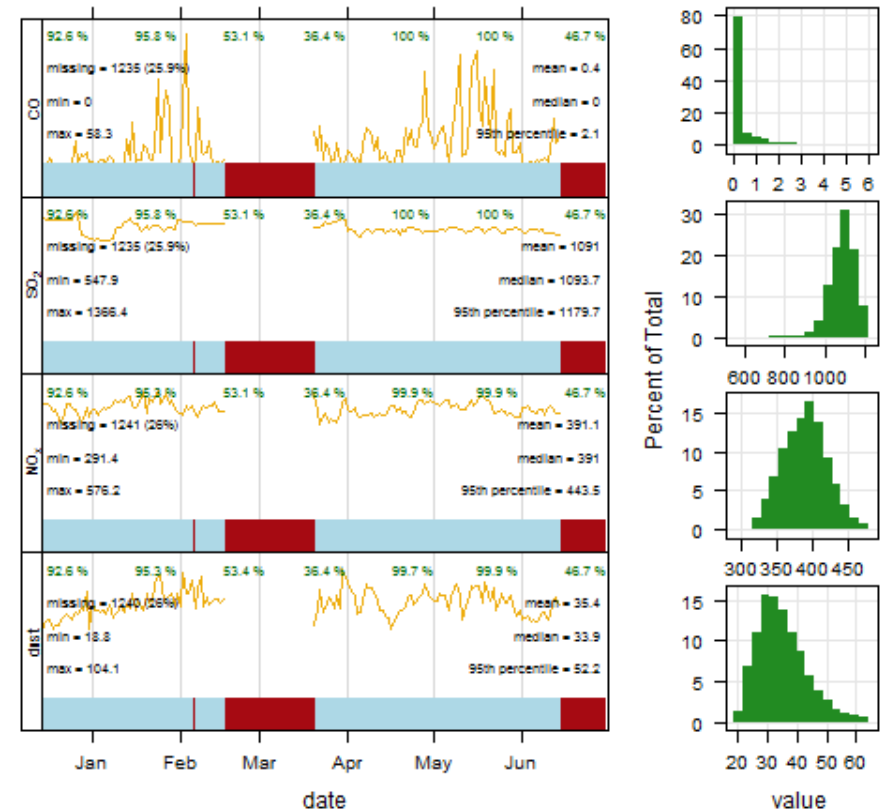 92.6 % 95.8 % 53.1 % 36.4 % 100 % 100 % 46.7 %
missing = 1235 (25.9%) mean = 0.4
min = 0 median = 0
max = 58.3 95th percentile = 2.1
CO
92.6% 95.8 % 53.1 % 36.4 % 100 % 100 % 46.7 %
missing = 1235 (25.9%) mean = 1091
min = 547.9 median = 1093.7
max = 1366.4 95th percentile = 1179.7
SO₂
92.6 % 95.3 % 53.1 % 36.4 % 99.9 % 99.9 % 46.7 %
missing = 1241 (26%) mean = 391.1
min = 291.4 median = 391
max = 576.2 95th percentile = 443.5
NOₓ
92.6 % 95.3 53.4 % 36.4 % 99.7 % 99.9 % 46.7 %
missing = 1240 (26%) mean = 35.4
min = 18.8 median = 33.9
max = 104.1 95th percentile = 52.2
dist
Jan Feb Mar Apr May Jun
date
Percent of Total
80
60
40
20
0
0 1 2 3 4 5 6
30
20
10
0
600 800 1000
15
10
5
0
300 350 400 450
15
10
5
0
20 30 40 50 60
value